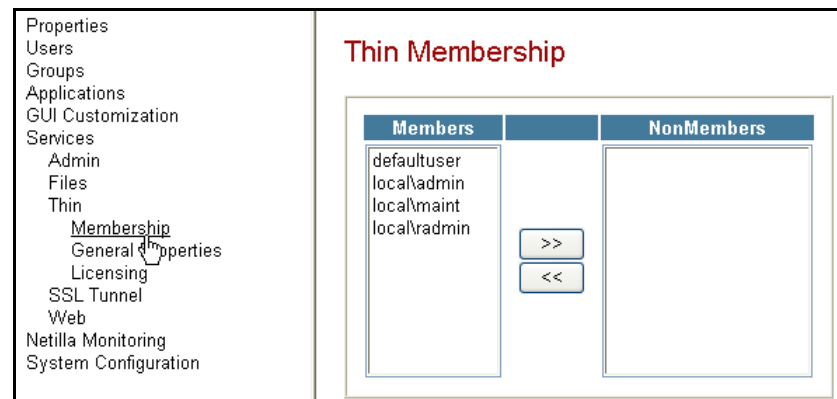 Properties
Users
Groups
Applications
GUI Customization
Services
Admin
Files
Thin
Membership
General Properties
Licensing
SSL Tunnel
Web
Netilla Monitoring
System Configuration
Thin Membership
Members
NonMembers
defaultuser
local\admin
local\maint
local\radmin
>>
<<